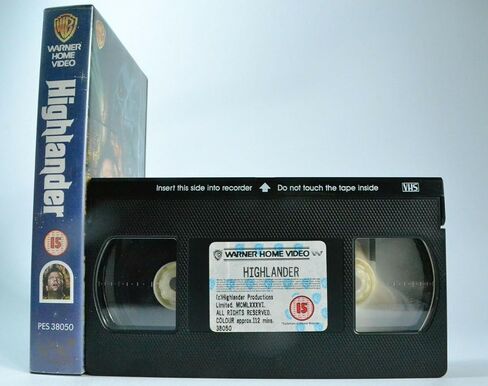 WB
WARNER
HOME
VIDEO
Highlander
15
PES 38050
Insert this side into recorder
Do not touch the tape inside
VHS
WARNER HOME VIDEO
HIGHLANDER
(c)Highlander Productions
Limited. MCMLXXXVI.
ALL RIGHTS RESERVED.
COLOUR approx.112 mins.
38050
15